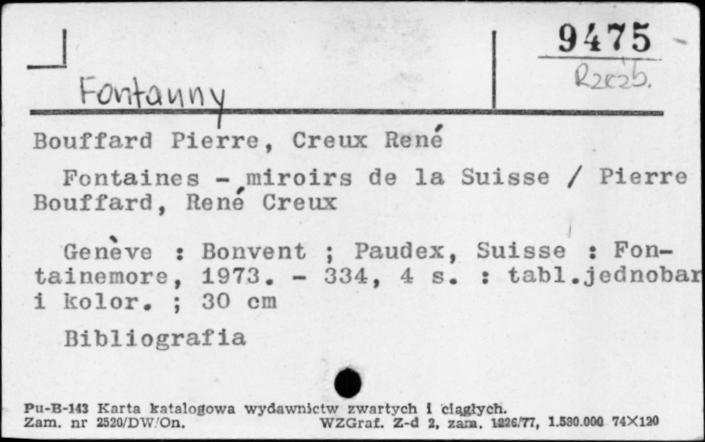 9475
Rzeźb.
Fontanny
Bouffard Pierre, Creux René
Fontaines - miroirs de la Suisse / Pierre
Bouffard, René Creux
Genève : Bonvent ; Paudex, Suisse : Fon-
tainemore, 1973. - 334, 4 s. : tabl.jednobar
i kolor. ; 30 cm
Bibliografia
Pu-B-143 Karta katalogowa wydawnictw zwartych i ciągłych.
Zam. nr 2520/DW/On. WZGraf. Z-d 2, zam. 1226/77, 1.580.000 74X120